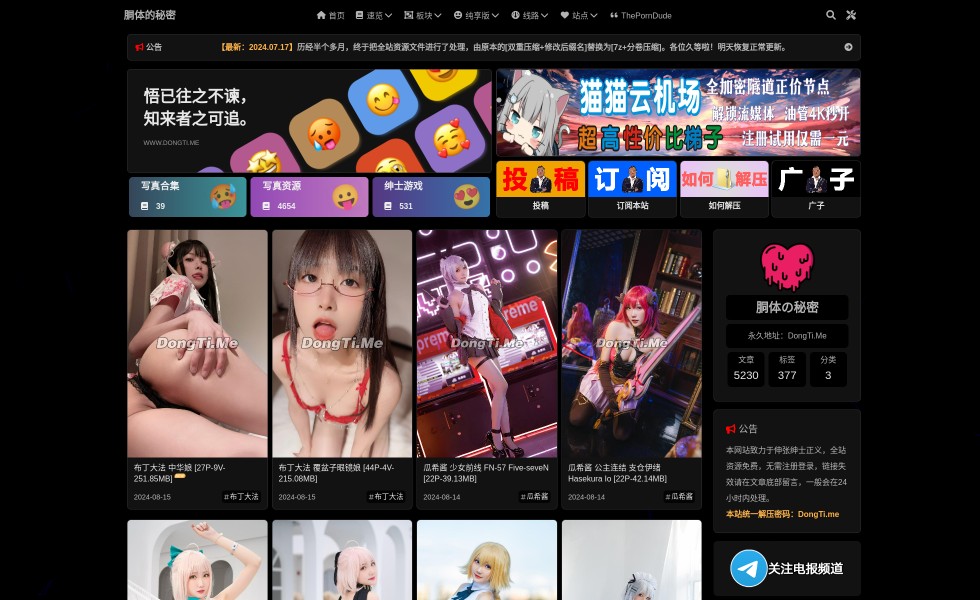 胴体の秘密
首页
速览
板块
纯享版
线路
站点
ThePornDude
公告
【最新：2024.07.17】历经半个多月，终于把全站资源文件进行了处理，由原本的[双重压缩+修改后缀名]替换为[7z+分卷压缩]。各位久等啦！明天恢复正常更新。
悟已往之不谏，
知来者之可追。
WWW.DONGTI.ME
猫猫云机场
超高性价比梯子
全加密隧道正价节点
解锁流媒体 油管4K秒开
注册试用仅需一元
写真合集
39
写真资源
4654
绅士游戏
531
投稿
投稿
订阅
订阅本站
如何解压
如何解压
广子
广子
DongTi.Me
DongTi.Me
DongTi.Me
DongTi.Me
布丁大法 中华娘 [27P-9V-
251.85MB]
2024-08-15
#布丁大法
布丁大法 覆盆子眼镜娘 [44P-4V-
215.08MB]
2024-08-15
#布丁大法
瓜希酱 少女前线 FN-57 Five-seveN
[22P-39.13MB]
2024-08-14
#瓜希酱
瓜希酱 公主连结 支仓伊绪
Hasekura Io [22P-42.14MB]
2024-08-14
#瓜希酱
胴体の秘密
永久地址：DongTi.Me
文章
5230
标签
377
分类
3
公告
本网站致力于伸张绅士正义，全站
资源免费，无需注册登录，链接失
效请在文章底部留言，一般会在24
小时内处理。
本站统一解压密码：DongTi.me
关注电报频道